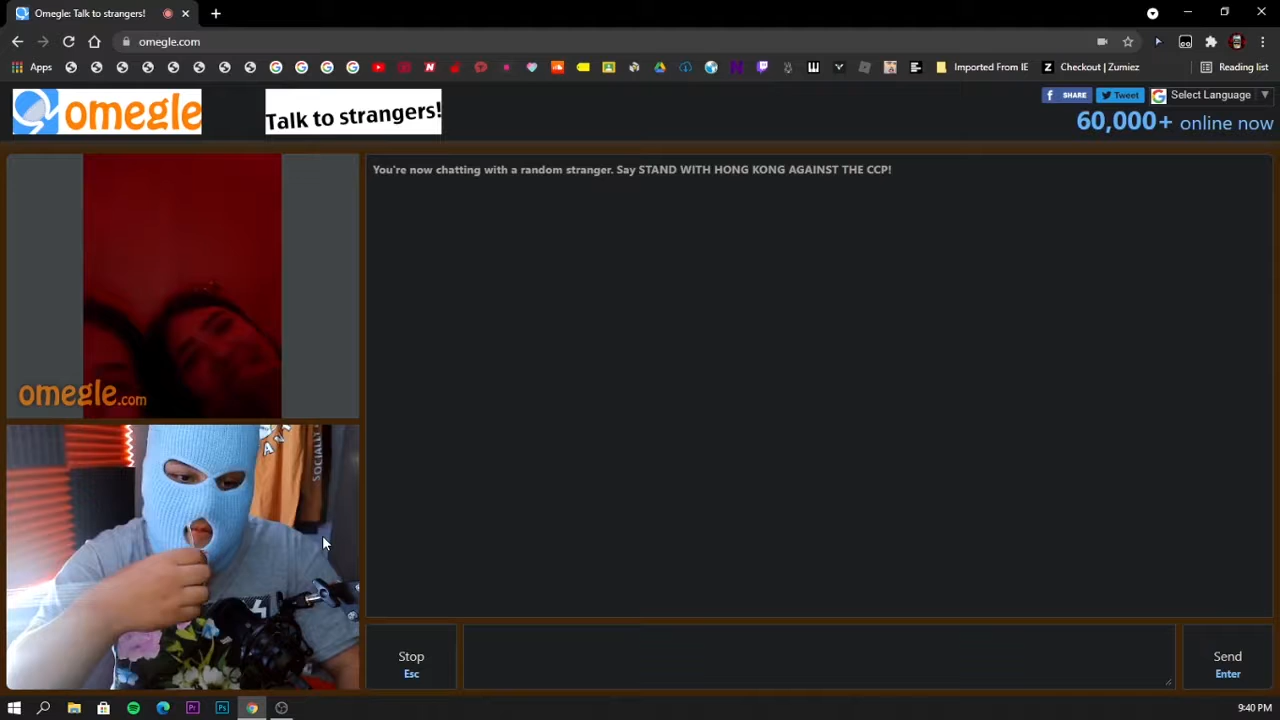 Omegle: Talk to strangers!
omegle.com
Apps
Imported From IE
Checkout | Zumiez
Reading list
omegle
Talk to strangers!
SHARE
Tweet
Select Language
60,000+ online now
You're now chatting with a random stranger. Say STAND WITH HONG KONG AGAINST THE CCP!
omegle.com
SOCIALLY
Stop
Esc
Send
Enter
9:40 PM